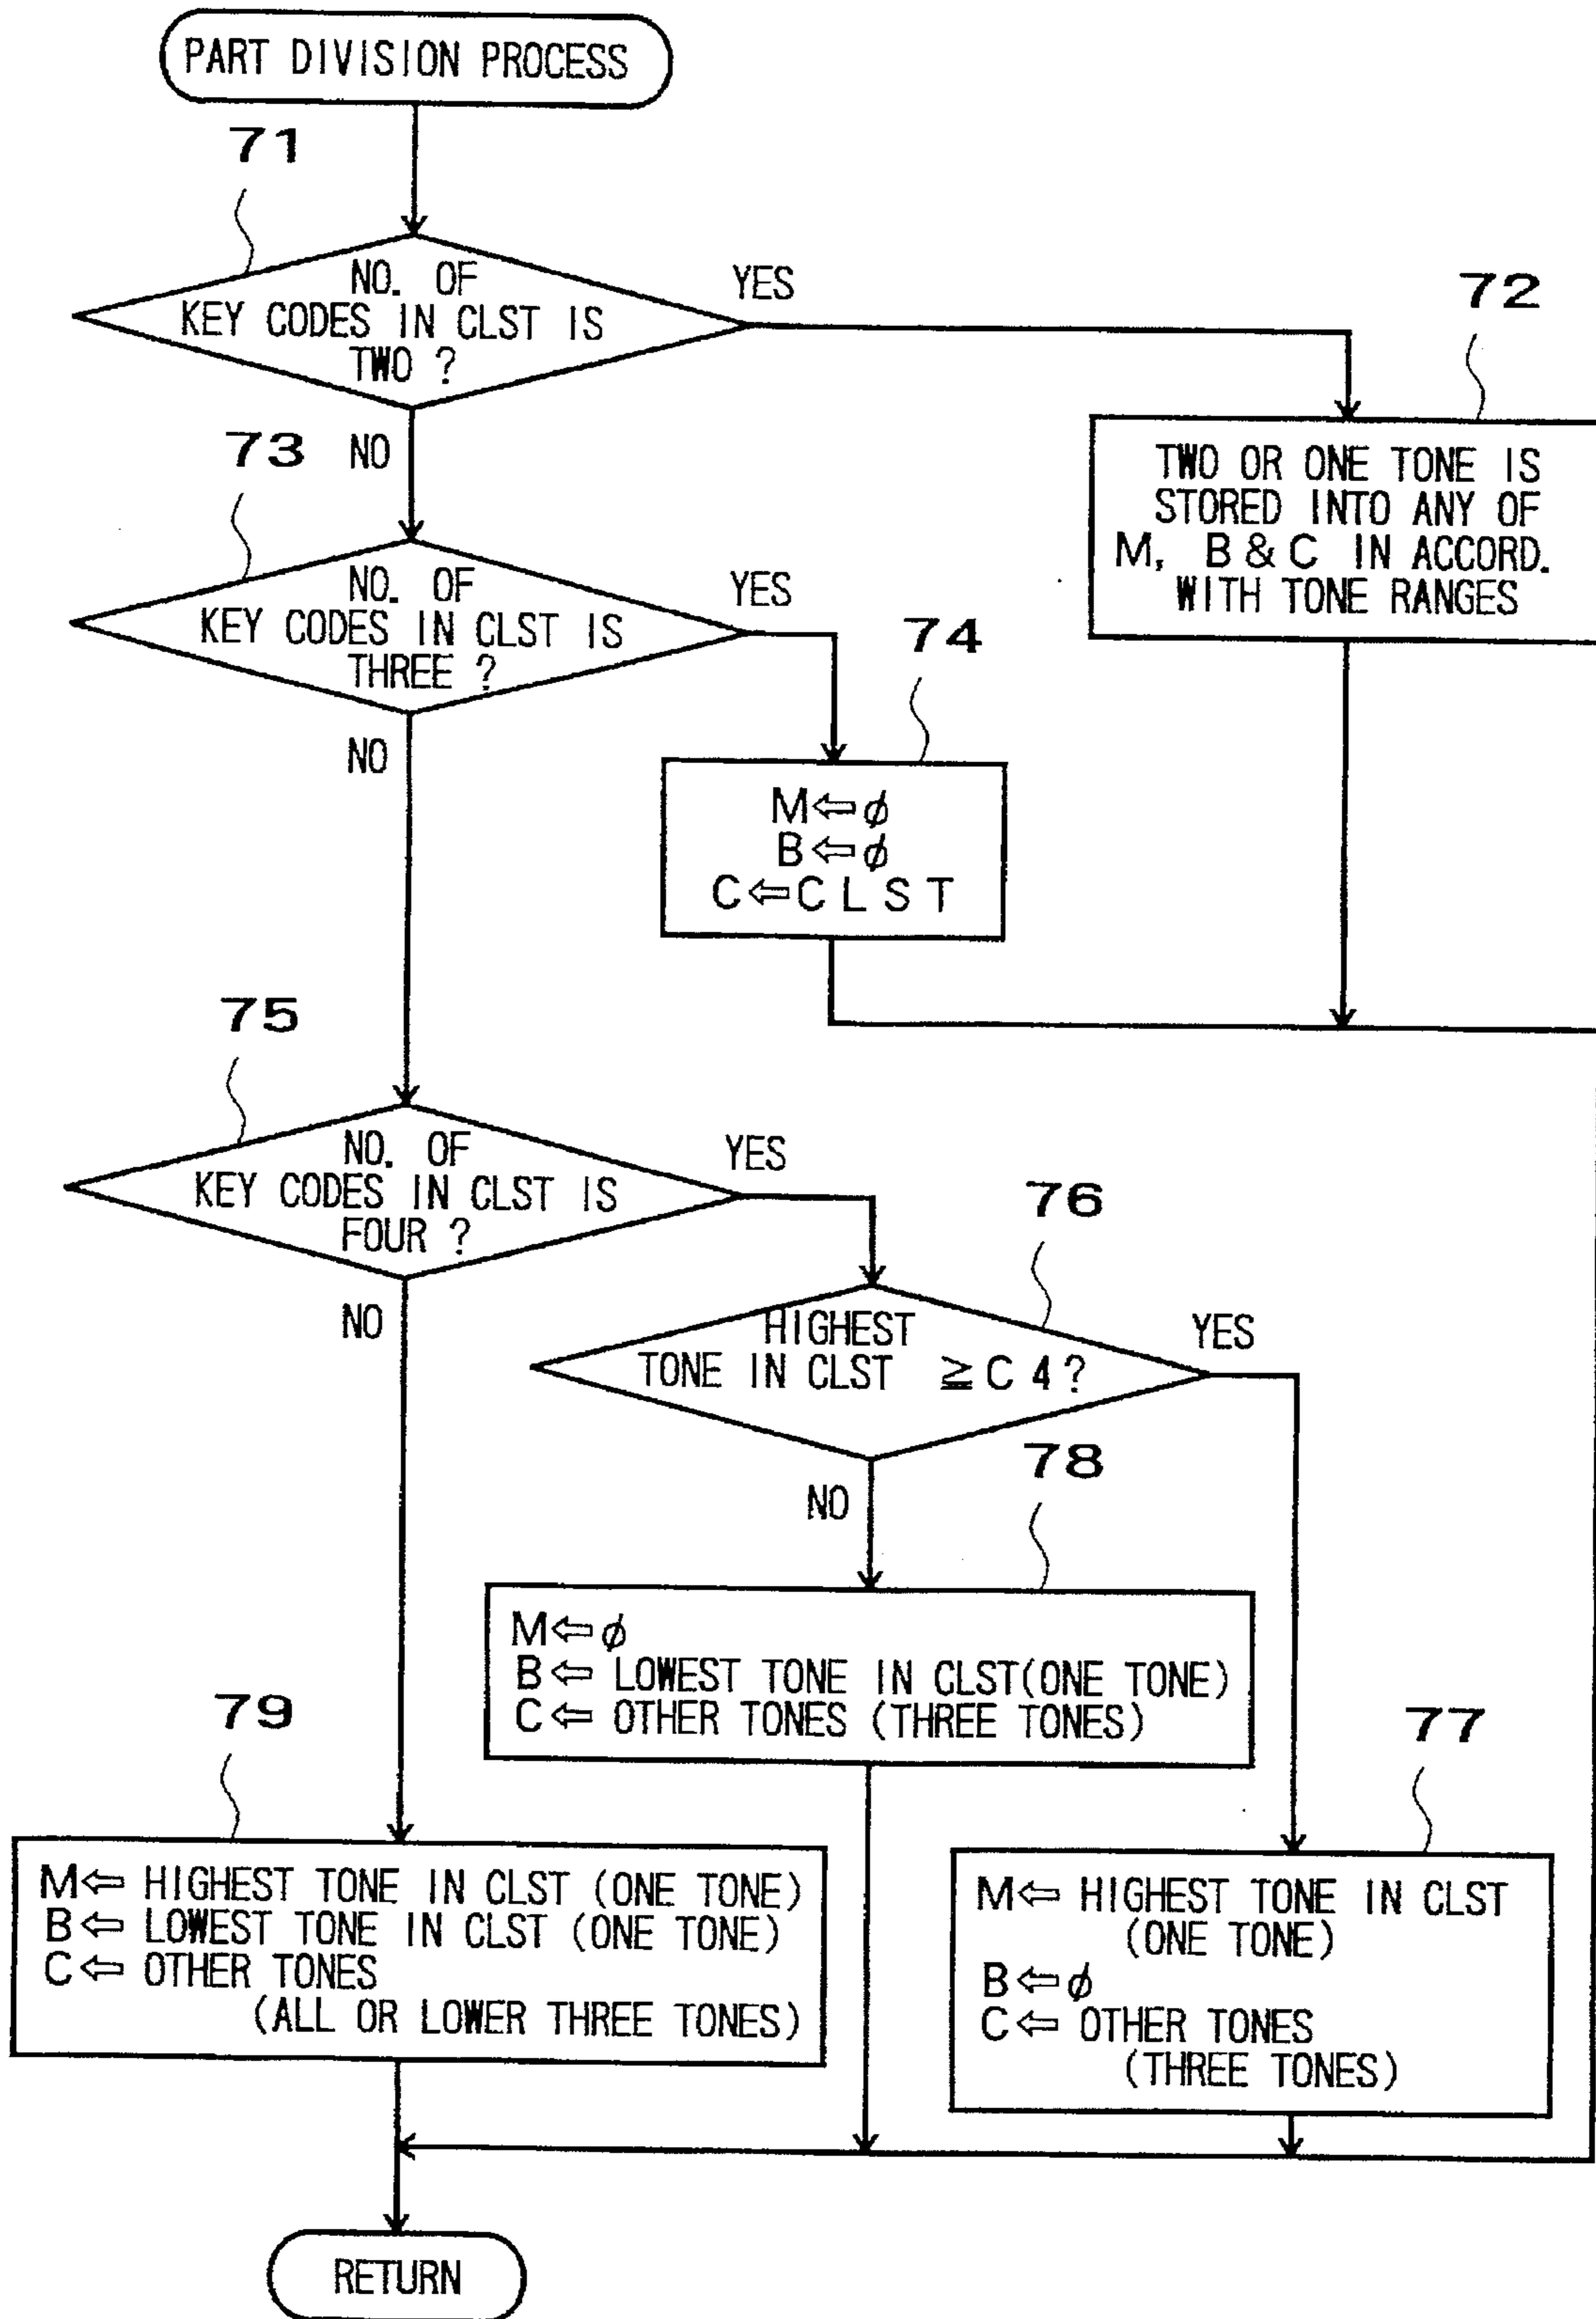 PART DIVISION PROCESS
71
NO. OF
KEY CODES IN CLST IS
TWO ?
YES
NO
72
TWO OR ONE TONE IS
STORED INTO ANY OF
M, B & C IN ACCORD.
WITH TONE RANGES
73
NO. OF
KEY CODES IN CLST IS
THREE ?
YES
NO
74
M⇐ϕ
B⇐ϕ
C⇐CLST
75
NO. OF
KEY CODES IN CLST IS
FOUR ?
YES
NO
76
HIGHEST
TONE IN CLST ≧C4?
YES
NO
78
M⇐ϕ
B⇐ LOWEST TONE IN CLST(ONE TONE)
C⇐ OTHER TONES (THREE TONES)
77
M⇐ HIGHEST TONE IN CLST
(ONE TONE)
B⇐ϕ
C⇐ OTHER TONES
(THREE TONES)
79
M⇐ HIGHEST TONE IN CLST (ONE TONE)
B⇐ LOWEST TONE IN CLST (ONE TONE)
C⇐ OTHER TONES
(ALL OR LOWER THREE TONES)
RETURN